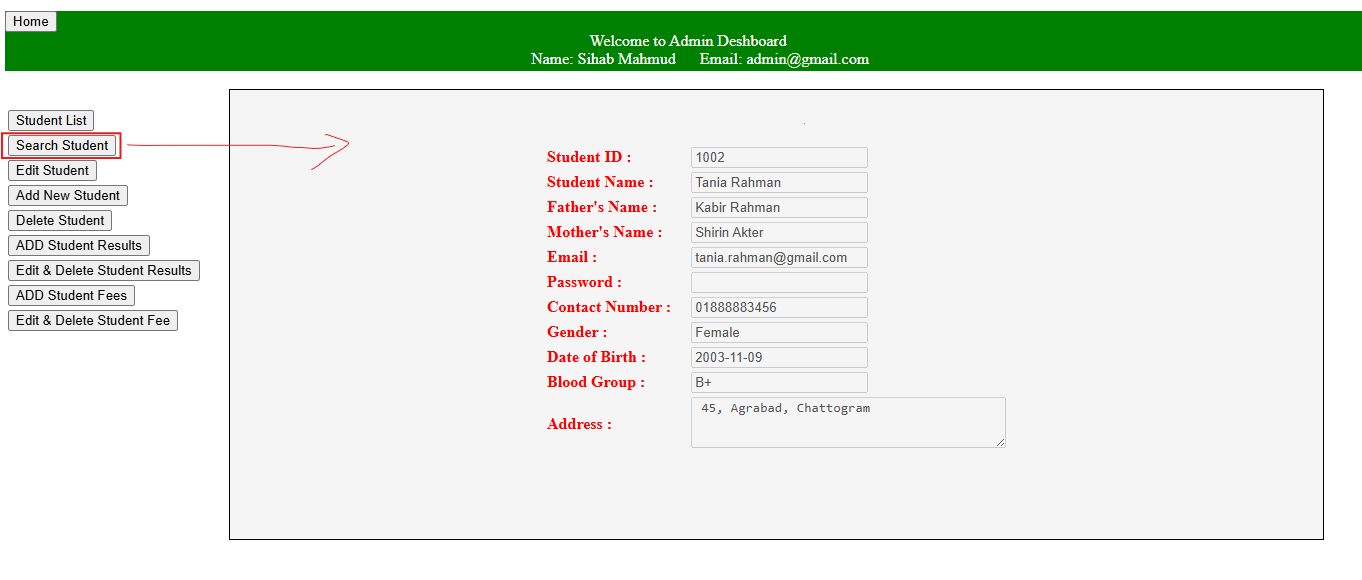 Home
Welcome to Admin Deshboard
Name: Sihab Mahmud Email: admin@gmail.com
Student List
Search Student
Edit Student
Add New Student
Delete Student
ADD Student Results
Edit & Delete Student Results
ADD Student Fees
Edit & Delete Student Fee
Student ID : 1002
Student Name : Tania Rahman
Father's Name : Kabir Rahman
Mother's Name : Shirin Akter
Email : tania.rahman@gmail.com
Password :
Contact Number : 01888883456
Gender : Female
Date of Birth : 2003-11-09
Blood Group : B+
Address : 45, Agrabad, Chattogram